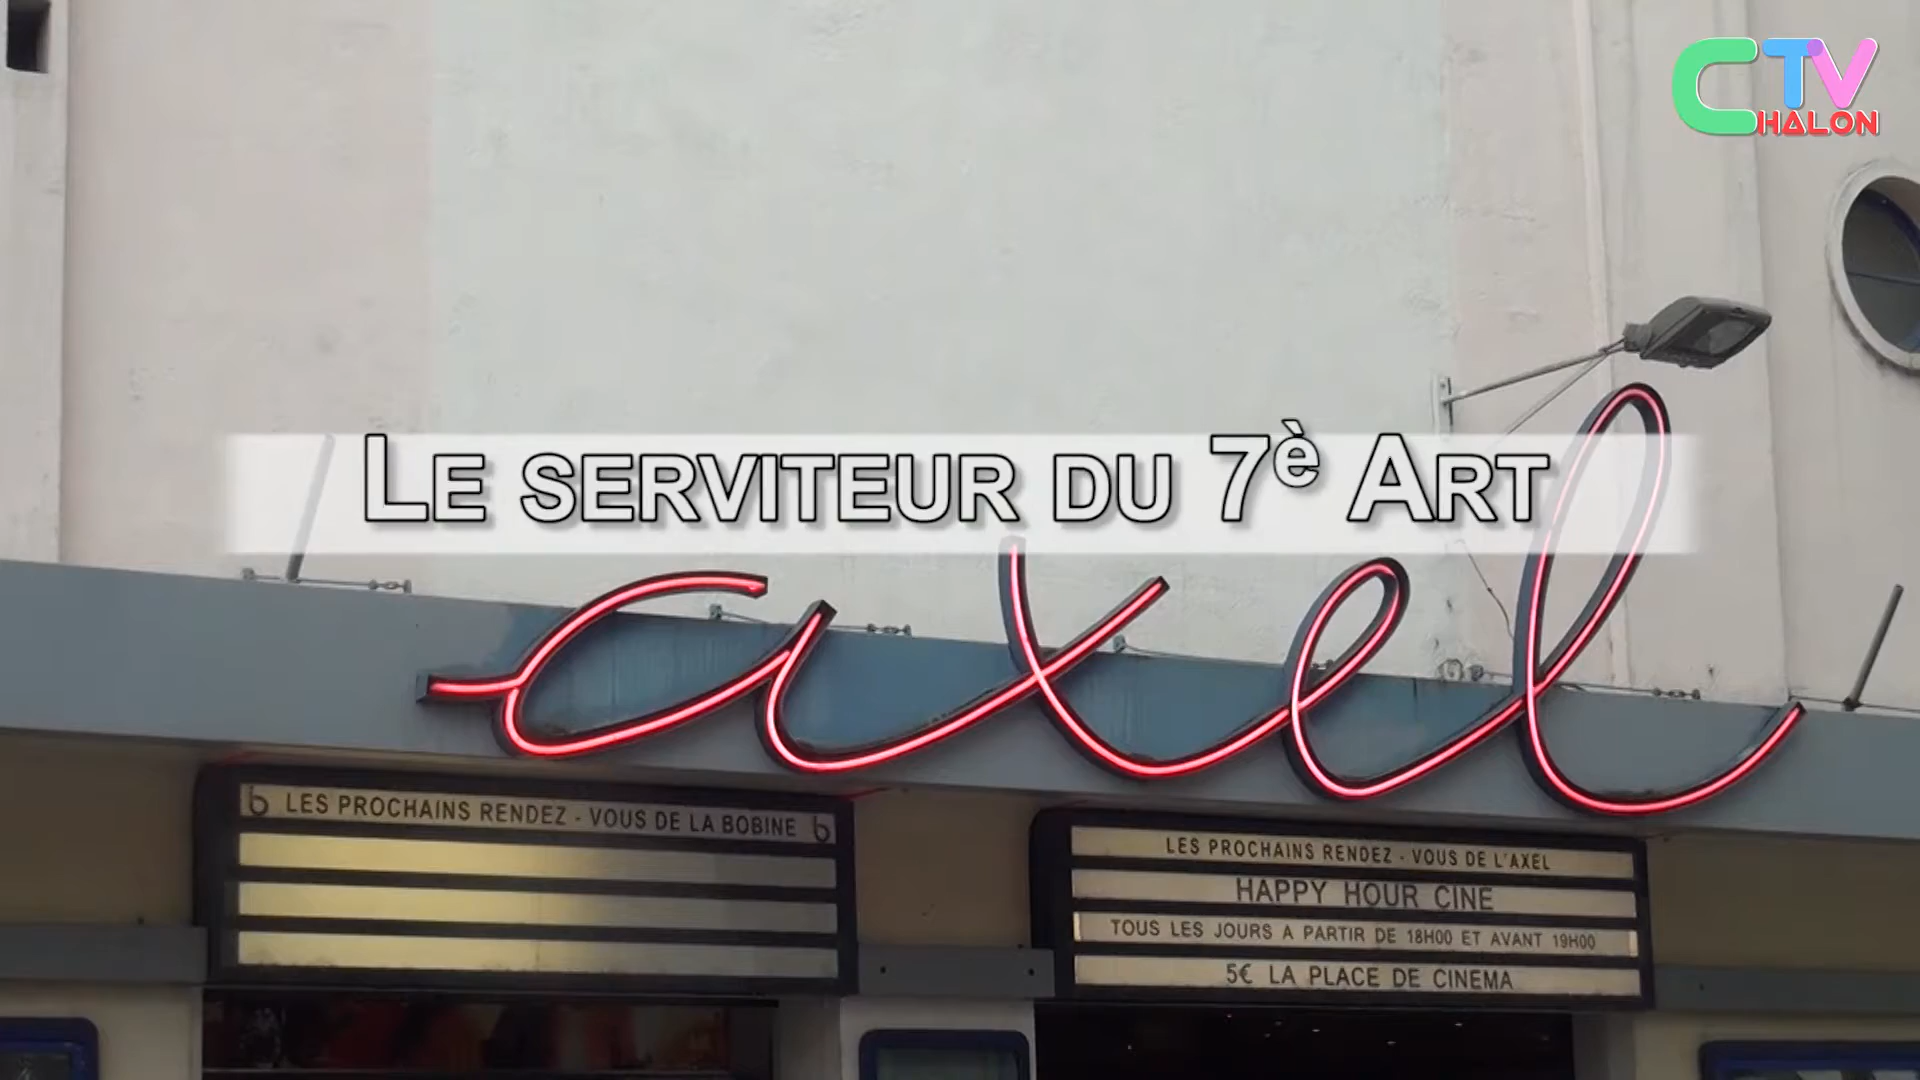 CTV
CHALON
LE SERVITEUR DU 7è ART
axel
LES PROCHAINS RENDEZ - VOUS DE LA BOBINE
LES PROCHAINS RENDEZ - VOUS DE L'AXEL
HAPPY HOUR CINE
TOUS LES JOURS A PARTIR DE 18H00 ET AVANT 19H00
5€ LA PLACE DE CINEMA